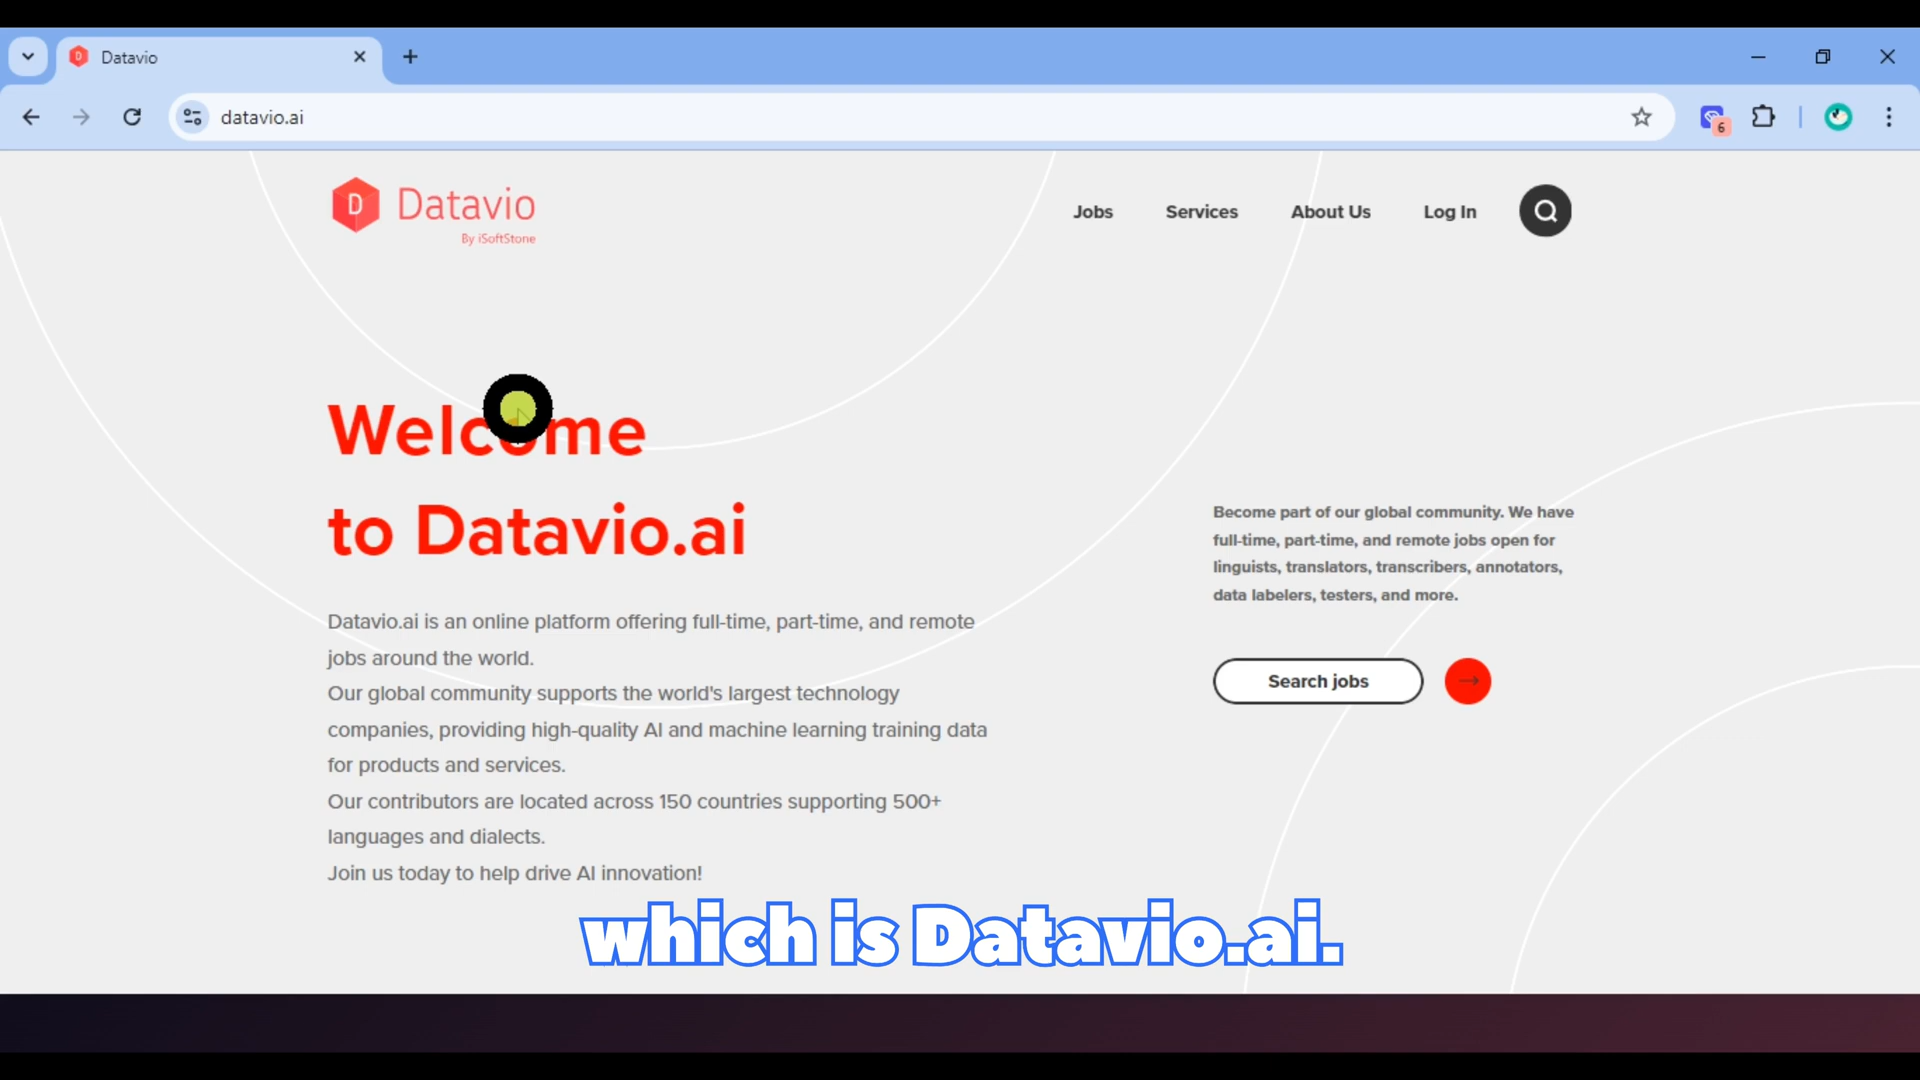 Datavio
datavio.ai
6
D Datavio
By iSoftStone
Jobs
Services
About Us
Log In
Welcome
to Datavio.ai
Datavio.ai is an online platform offering full-time, part-time, and remote
jobs around the world.
Our global community supports the world's largest technology
companies, providing high-quality AI and machine learning training data
for products and services.
Our contributors are located across 150 countries supporting 500+
languages and dialects.
Join us today to help drive AI innovation!
Become part of our global community. We have
full-time, part-time, and remote jobs open for
linguists, translators, transcribers, annotators,
data labelers, testers, and more.
Search jobs
which is Datavio.ai.